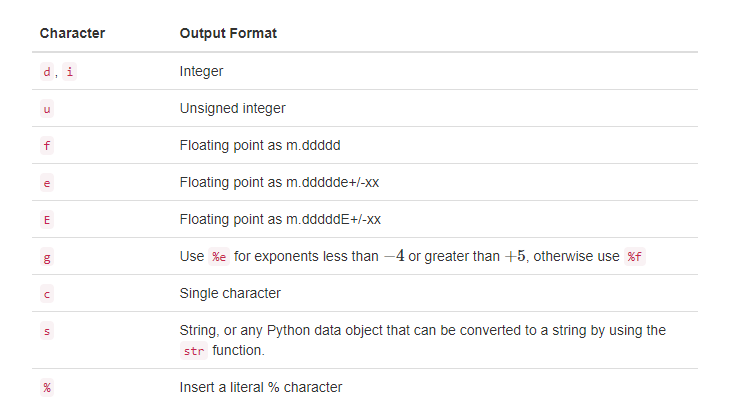 Character Output Format
d, i Integer
u Unsigned integer
f Floating point as m.ddddd
e Floating point as m.ddddde+/-xx
E Floating point as m.dddddE+/-xx
g Use %e for exponents less than −4 or greater than +5, otherwise use %f
c Single character
s String, or any Python data object that can be converted to a string by using the
str function.
% Insert a literal % character